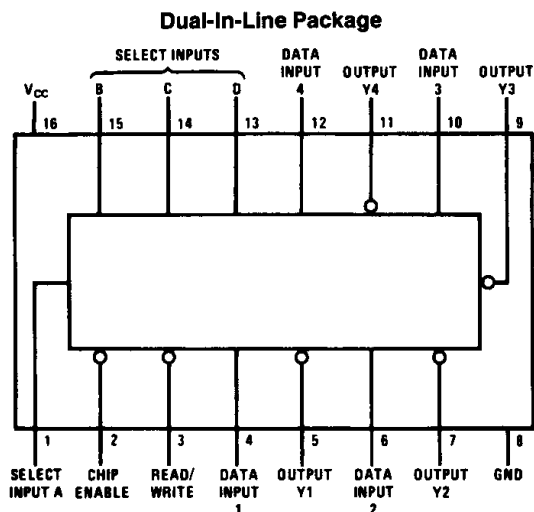 Dual-In-Line Package
SELECT INPUTS
DATA INPUT 4
OUTPUT Y4
DATA INPUT 3
OUTPUT Y3
VCC
B
C
D
16
15
14
13
12
11
10
9
1
2
3
4
5
6
7
8
SELECT INPUT A
CHIP ENABLE
READ/ WRITE
DATA INPUT 1
OUTPUT Y1
DATA INPUT 2
OUTPUT Y2
GND